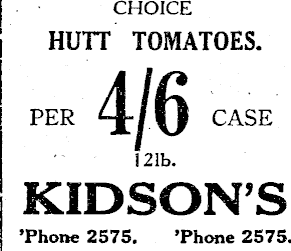 CHOICE
HUTT TOMATOES.
PER 4/6 CASE
12lb.
KIDSON'S
'Phone 2575. 'Phone 2575.